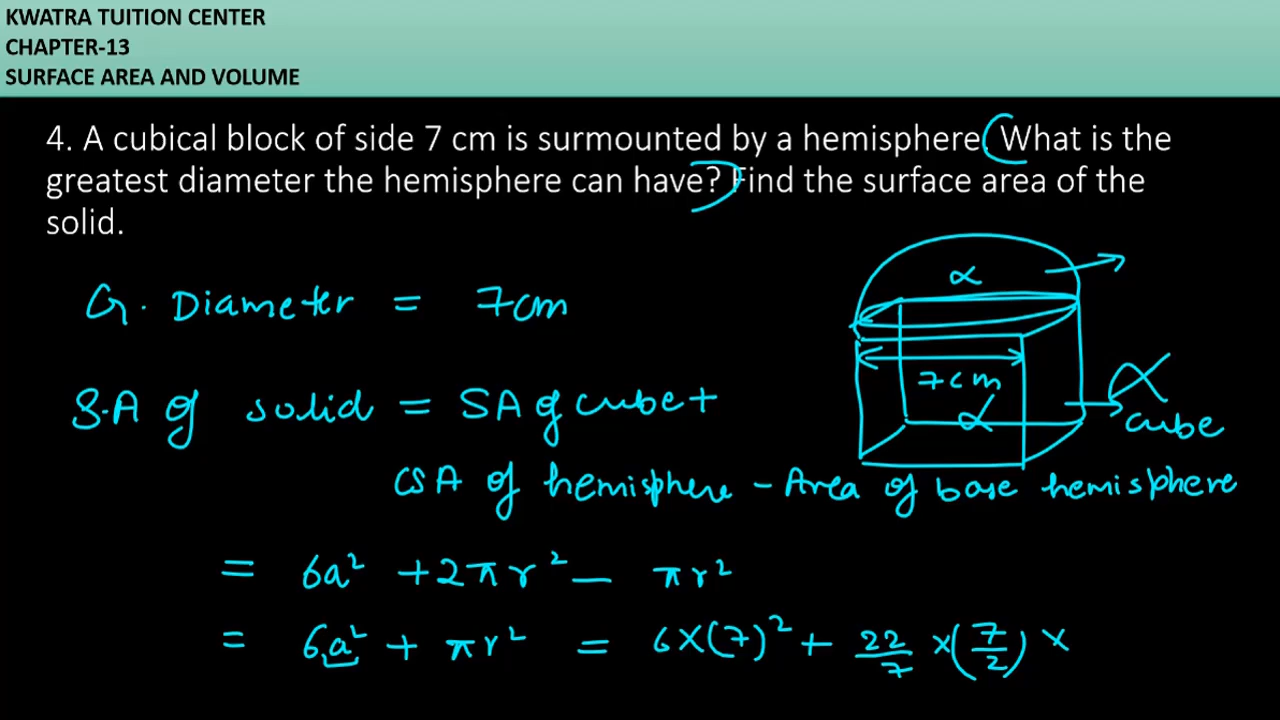 KWATRA TUITION CENTER
CHAPTER-13
SURFACE AREA AND VOLUME
4. A cubical block of side 7 cm is surmounted by a hemisphere. What is the
greatest diameter the hemisphere can have? Find the surface area of the
solid.
G. Diameter = 7cm
S.A of solid = SA of cube +
CSA of hemisphere - Area of base hemisphere
= 6a² + 2πr² - πr²
= 6a² + πr² = 6×(7)² + 22/7 ×(7/2) ×
α
7cm
α
α
cube